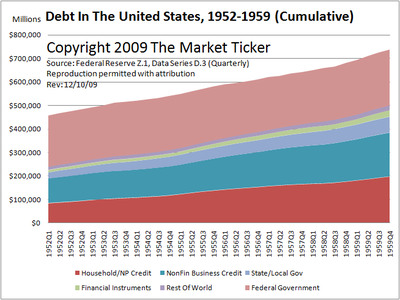 Millions
Debt In The United States, 1952-1959 (Cumulative)
$800,000
$700,000
$600,000
$500,000
$400,000
$300,000
$200,000
$100,000
$0
Copyright 2009 The Market Ticker
Source: Federal Reserve Z.1, Data Series D.3 (Quarterly)
Reproduction permitted with attribution
Rev: 12/10/09
1952Q1
1952Q2
1952Q3
1952Q4
1953Q1
1953Q2
1953Q3
1953Q4
1954Q1
1954Q2
1954Q3
1954Q4
1955Q1
1955Q2
1955Q3
1955Q4
1956Q1
1956Q2
1956Q3
1956Q4
1957Q1
1957Q2
1957Q3
1957Q4
1958Q1
1958Q2
1958Q3
1958Q4
1959Q1
1959Q2
1959Q3
1959Q4
Household/NP Credit
NonFin Business Credit
State/Local Gov
Financial Instruments
Rest Of World
Federal Government